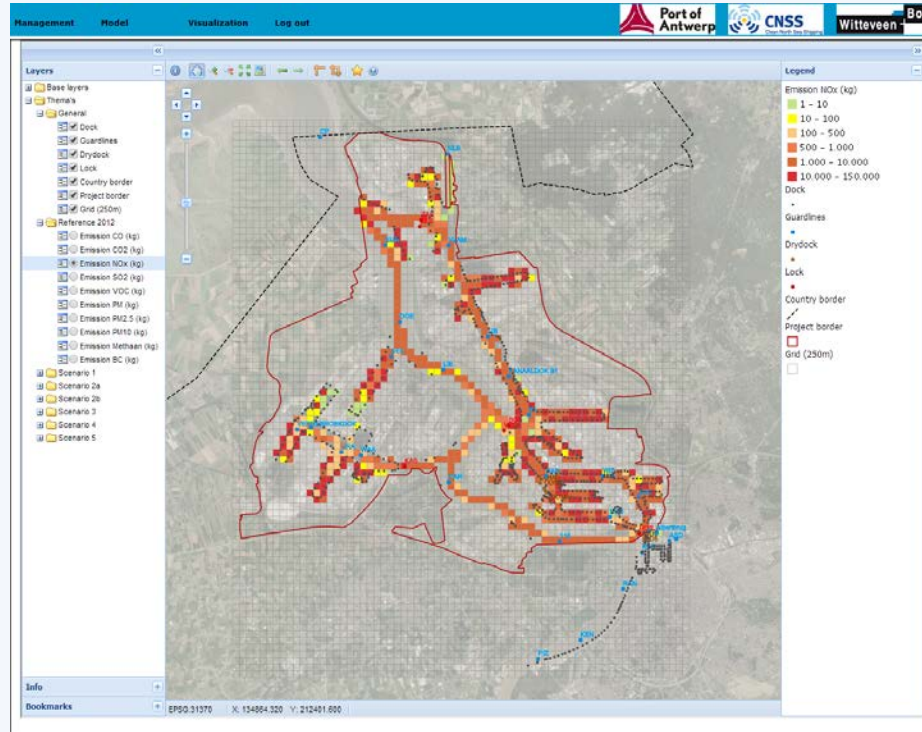 Management Model Visualization Log out
Port of
Antwerp
CNSS
Clean North Sea Shipping
Bo
Witteveen +
Layers
Base layers
Thema's
General
Dock
Guardlines
Drydock
Lock
Country border
Project border
Grid (250m)
Reference 2012
Emission CO (kg)
Emission CO2 (kg)
Emission NOx (kg)
Emission SO2 (kg)
Emission VOC (kg)
Emission PM (kg)
Emission PM2.5 (kg)
Emission PM10 (kg)
Emission Methaan (kg)
Emission BC (kg)
Scenario 1
Scenario 2a
Scenario 2b
Scenario 3
Scenario 4
Scenario 5
Info
Bookmarks
EPSG:31370 X: 134864.320 Y: 212401.600
Legend
Emission NOx (kg)
1 - 10
10 - 100
100 - 500
500 - 1.000
1.000 - 10.000
10.000 - 150.000
Dock
Guardlines
Drydock
Lock
Country border
Project border
Grid (250m)